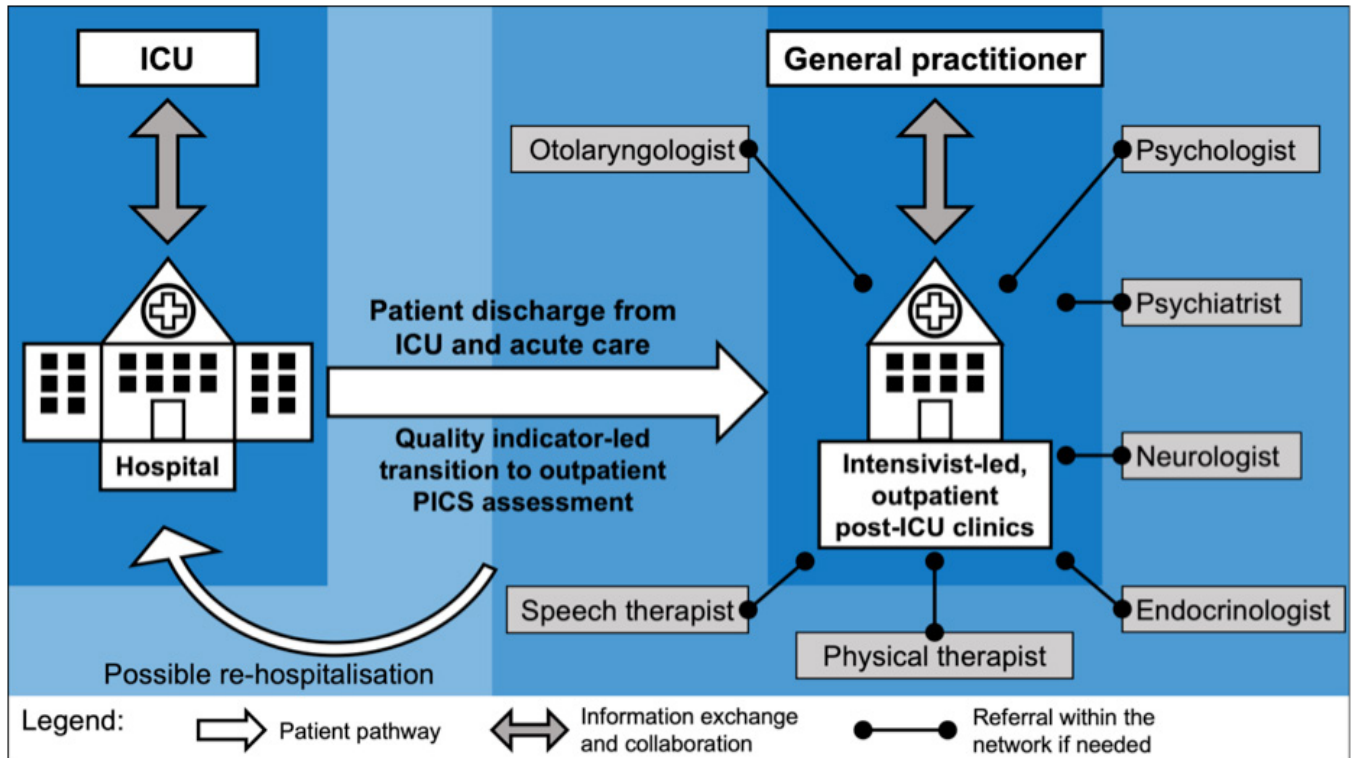 ICU
General practitioner
Otolaryngologist
Psychologist
Psychiatrist
Patient discharge from
ICU and acute care
Quality indicator-led
transition to outpatient
PICS assessment
Hospital
Intensivist-led,
outpatient
post-ICU clinics
Neurologist
Speech therapist
Physical therapist
Endocrinologist
Possible re-hospitalisation
Legend:
Patient pathway
Information exchange
and collaboration
Referral within the
network if needed